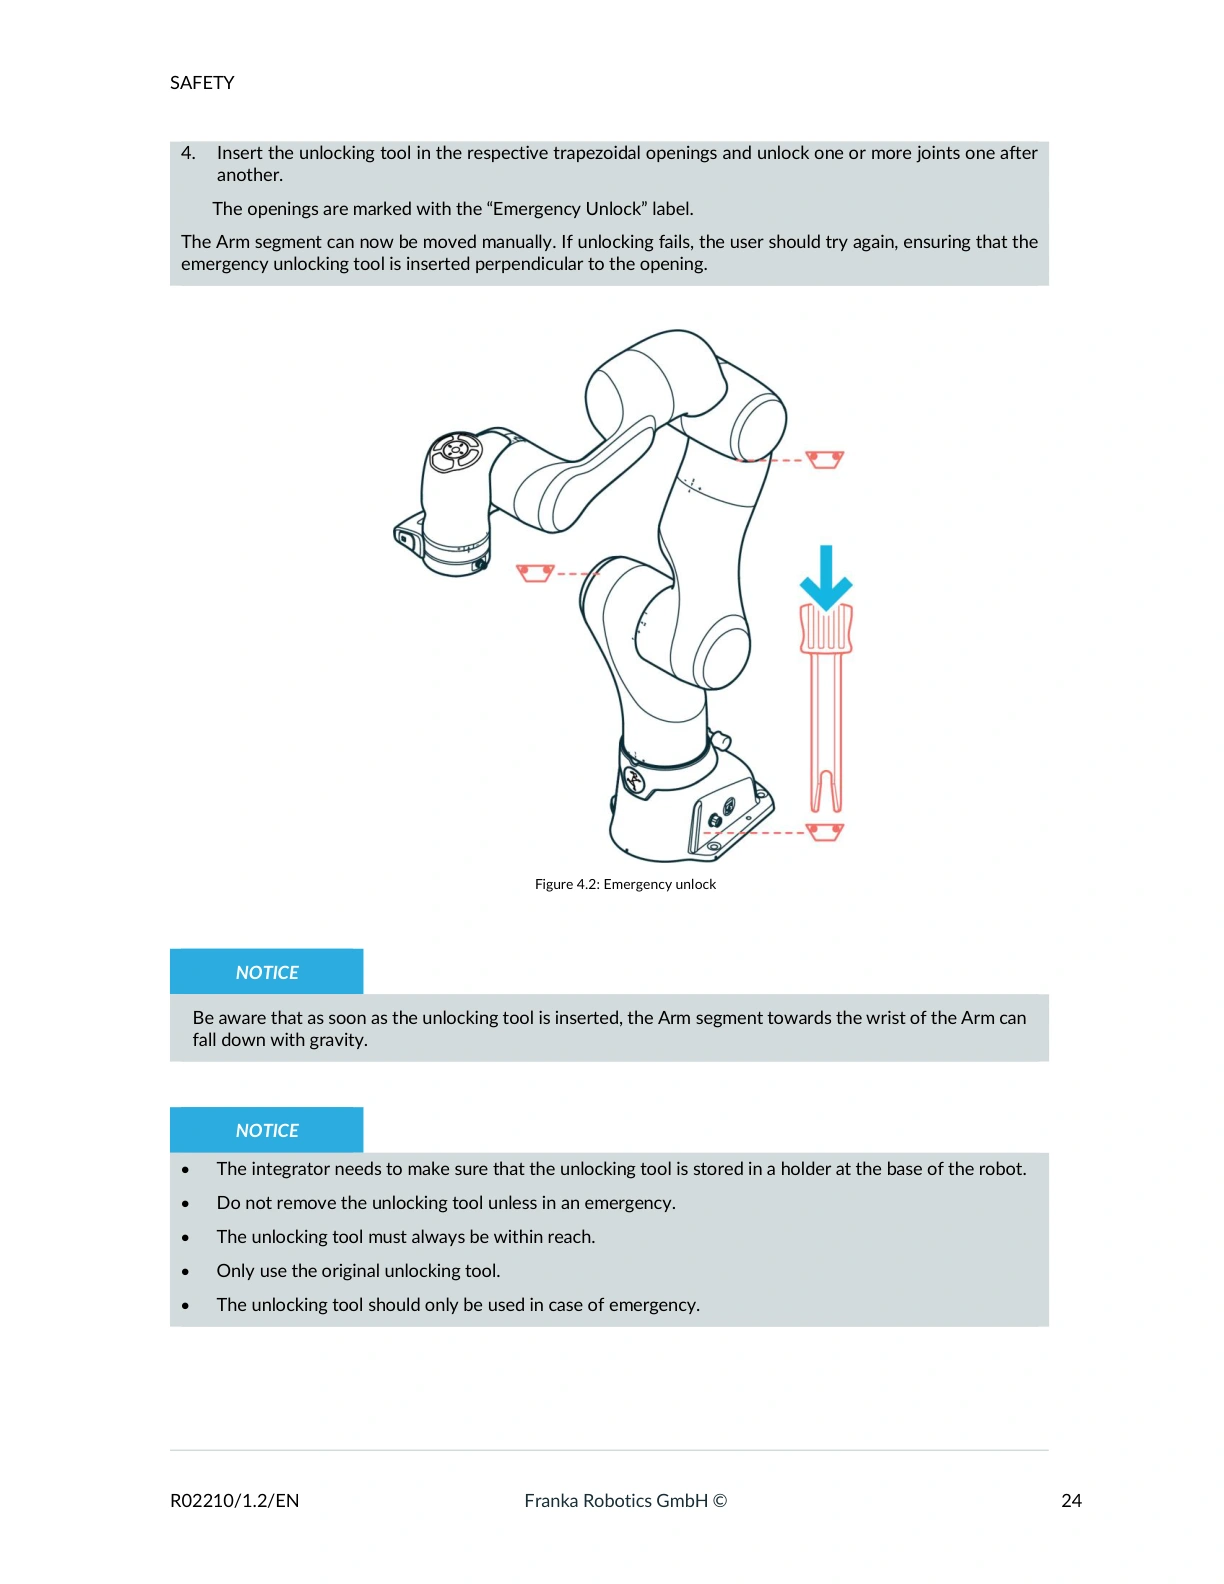 SAFETY
4. Insert the unlocking tool in the respective trapezoidal openings and unlock one or more joints one after
another.
The openings are marked with the “Emergency Unlock” label.
The Arm segment can now be moved manually. If unlocking fails, the user should try again, ensuring that the
emergency unlocking tool is inserted perpendicular to the opening.
Figure 4.2: Emergency unlock
NOTICE
Be aware that as soon as the unlocking tool is inserted, the Arm segment towards the wrist of the Arm can
fall down with gravity.
NOTICE
• The integrator needs to make sure that the unlocking tool is stored in a holder at the base of the robot.
• Do not remove the unlocking tool unless in an emergency.
• The unlocking tool must always be within reach.
• Only use the original unlocking tool.
• The unlocking tool should only be used in case of emergency.
R02210/1.2/EN
Franka Robotics GmbH ©
24